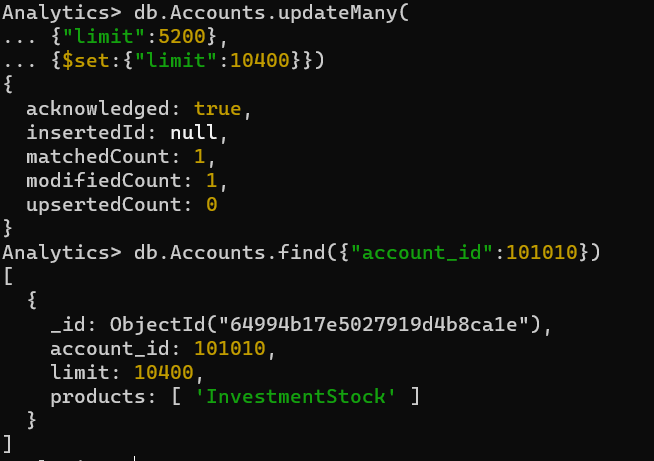 Analytics> db.Accounts.updateMany(
... {"limit":5200},
... {$set:{"limit":10400}})
{
  acknowledged: true,
  insertedId: null,
  matchedCount: 1,
  modifiedCount: 1,
  upsertedCount: 0
}
Analytics> db.Accounts.find({"account_id":101010})
[
  {
    _id: ObjectId("64994b17e5027919d4b8ca1e"),
    account_id: 101010,
    limit: 10400,
    products: [ 'InvestmentStock' ]
  }
]